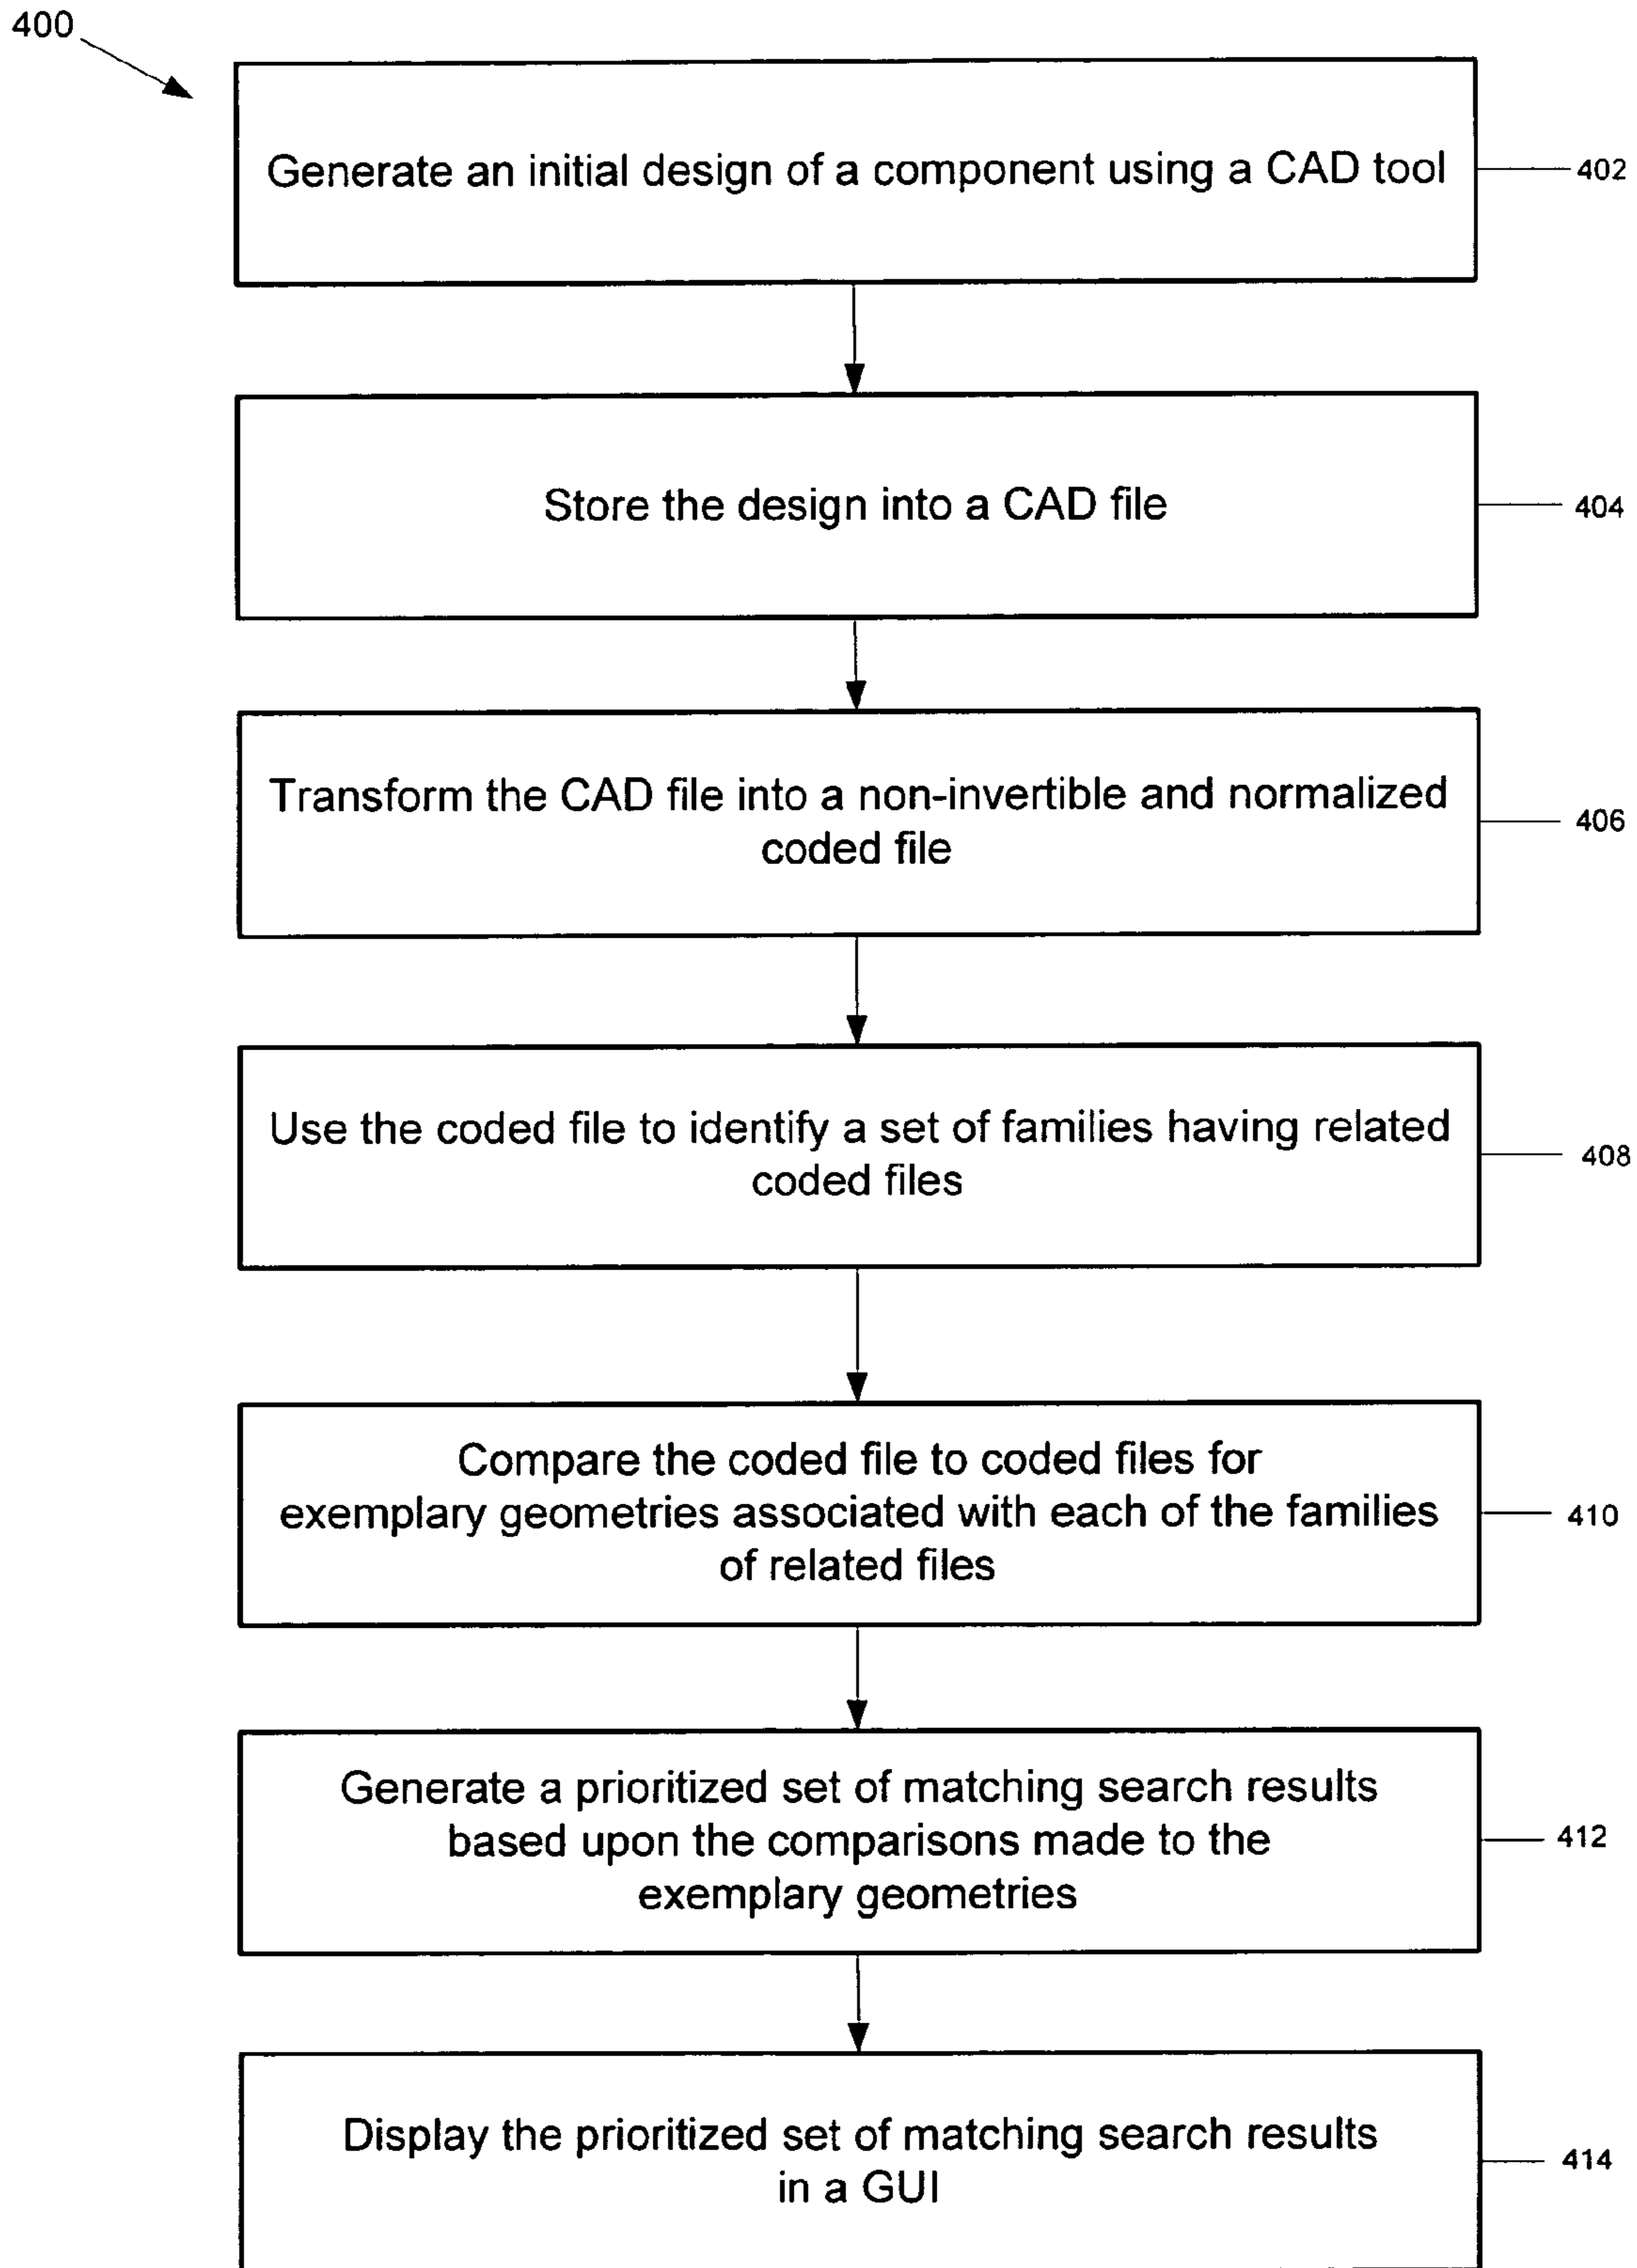 400
Generate an initial design of a component using a CAD tool
402
Store the design into a CAD file
404
Transform the CAD file into a non-invertible and normalized
coded file
406
Use the coded file to identify a set of families having related
coded files
408
Compare the coded file to coded files for
exemplary geometries associated with each of the families
of related files
410
Generate a prioritized set of matching search results
based upon the comparisons made to the
exemplary geometries
412
Display the prioritized set of matching search results
in a GUI
414